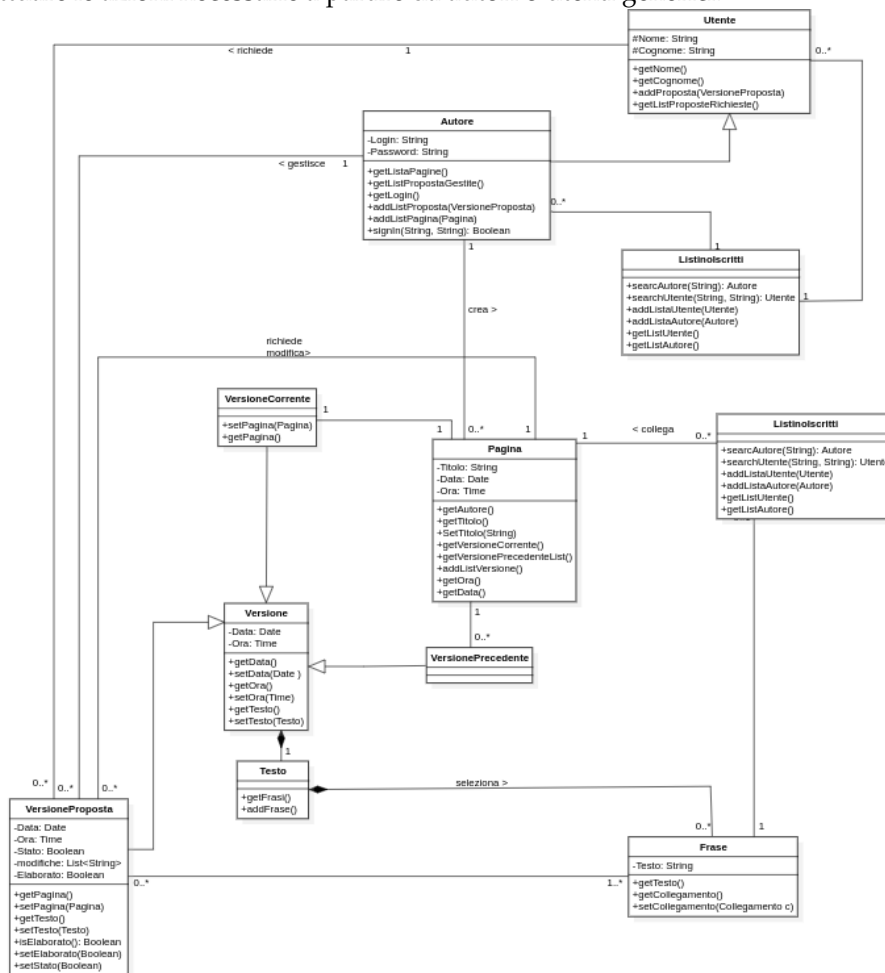 Utente
#Nome: String
#Cognome: String
+getNome()
+getCognome()
+addProposta(VersioneProposta)
+getListProposteRichieste()
0..*
< richiede
1
Autore
-Login: String
-Password: String
+getListaPagine()
+getListPropostaGestite()
+getLogin()
+addListProposta(VersioneProposta)
+addListPagina(Pagina)
+signIn(String, String): Boolean
< gestisce
1
0..*
1
ListinoIscritti
+searcAutore(String): Autore
+searchUtente(String, String): Utente
+addListaUtente(Utente)
+addListaAutore(Autore)
+getListUtente()
+getListAutore()
1
1
crea >
richiede
modifica>
VersioneCorrente
+setPagina(Pagina)
+getPagina()
1
1
0..*
1
Pagina
-Titolo: String
-Data: Date
-Ora: Time
+getAutore()
+getTitolo()
+SetTitolo(String)
+getVersioneCorrente()
+getVersionePrecedenteList()
+addListVersione()
+getOra()
+getData()
1
< collega
0..*
ListinoIscritti
+searcAutore(String): Autore
+searchUtente(String, String): Utent
+addListaUtente(Utente)
+addListaAutore(Autore)
+getListUtente()
+getListAutore()
1
0..*
VersionePrecedente
Versione
-Data: Date
-Ora: Time
+getData()
+setData(Date )
+getOra()
+setOra(Time)
+getTesto()
+setTesto(Testo)
1
Testo
+getFrasi()
+addFrase()
seleziona >
0..*
1
Frase
-Testo: String
+getTesto()
+getCollegamento()
+setCollegamento(Collegamento c)
0..*
0..*
0..*
VersioneProposta
-Data: Date
-Ora: Time
-Stato: Boolean
-modifiche: List<String>
-Elaborato: Boolean
+getPagina()
+setPagina(Pagina)
+getTesto()
+setTesto(Testo)
+isElaborato(): Boolean
+setElaborato(Boolean)
+setStato(Boolean)
0..*
1..*